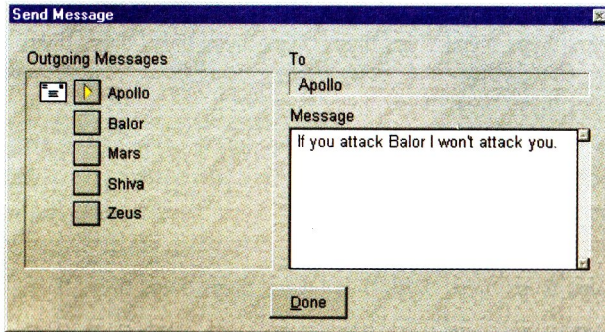 Send Message
Outgoing Messages
Apollo
Balor
Mars
Shiva
Zeus
To
Apollo
Message
If you attack Balor I won't attack you.
Done